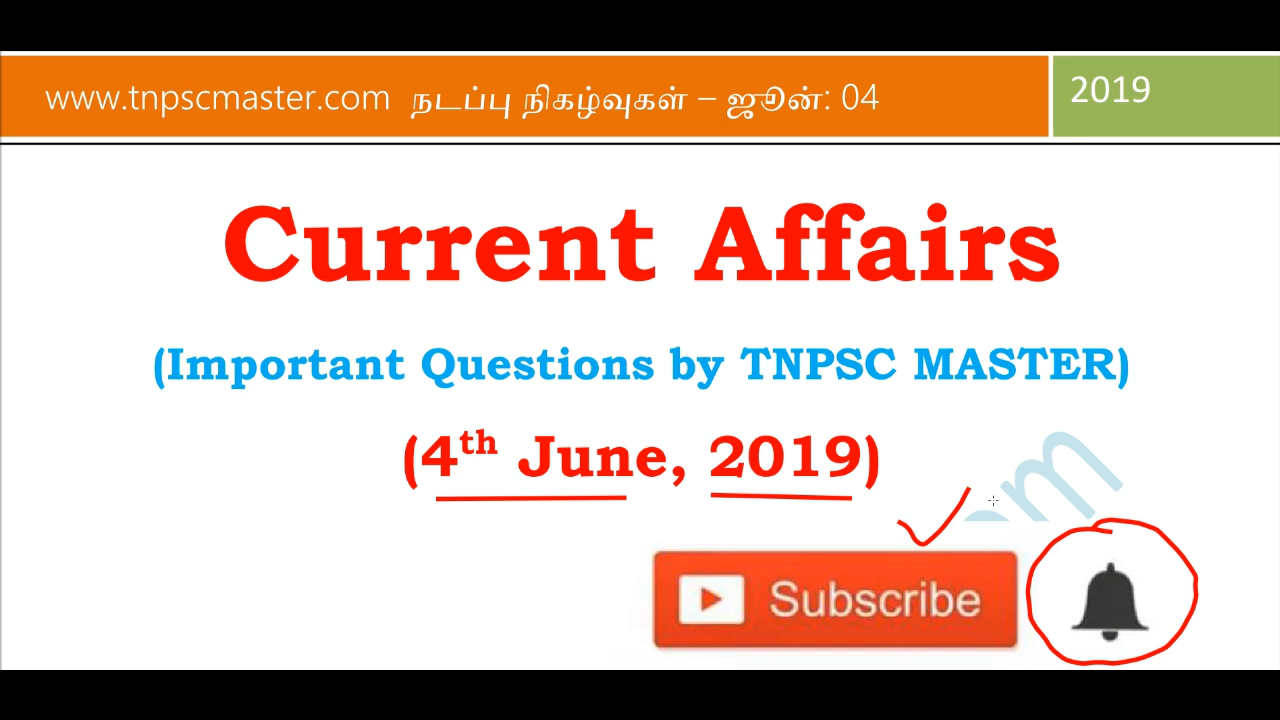 www.tnpscmaster.com நடப்பு நிகழ்வுகள் – ஜூன்: 04
2019
Current Affairs
(Important Questions by TNPSC MASTER)
(4th June, 2019)
om
Subscribe